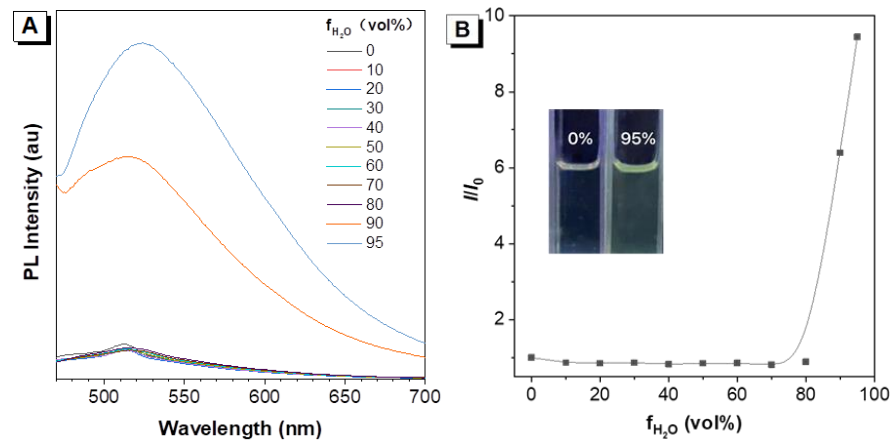 A
f_H₂O (vol%)
0
10
20
30
40
50
60
70
80
90
95
PL Intensity (au)
500 550 600 650 700
Wavelength (nm)
B
10
8
6
4
2
I/I₀
0% 95%
0 20 40 60 80 100
f_H₂O (vol%)